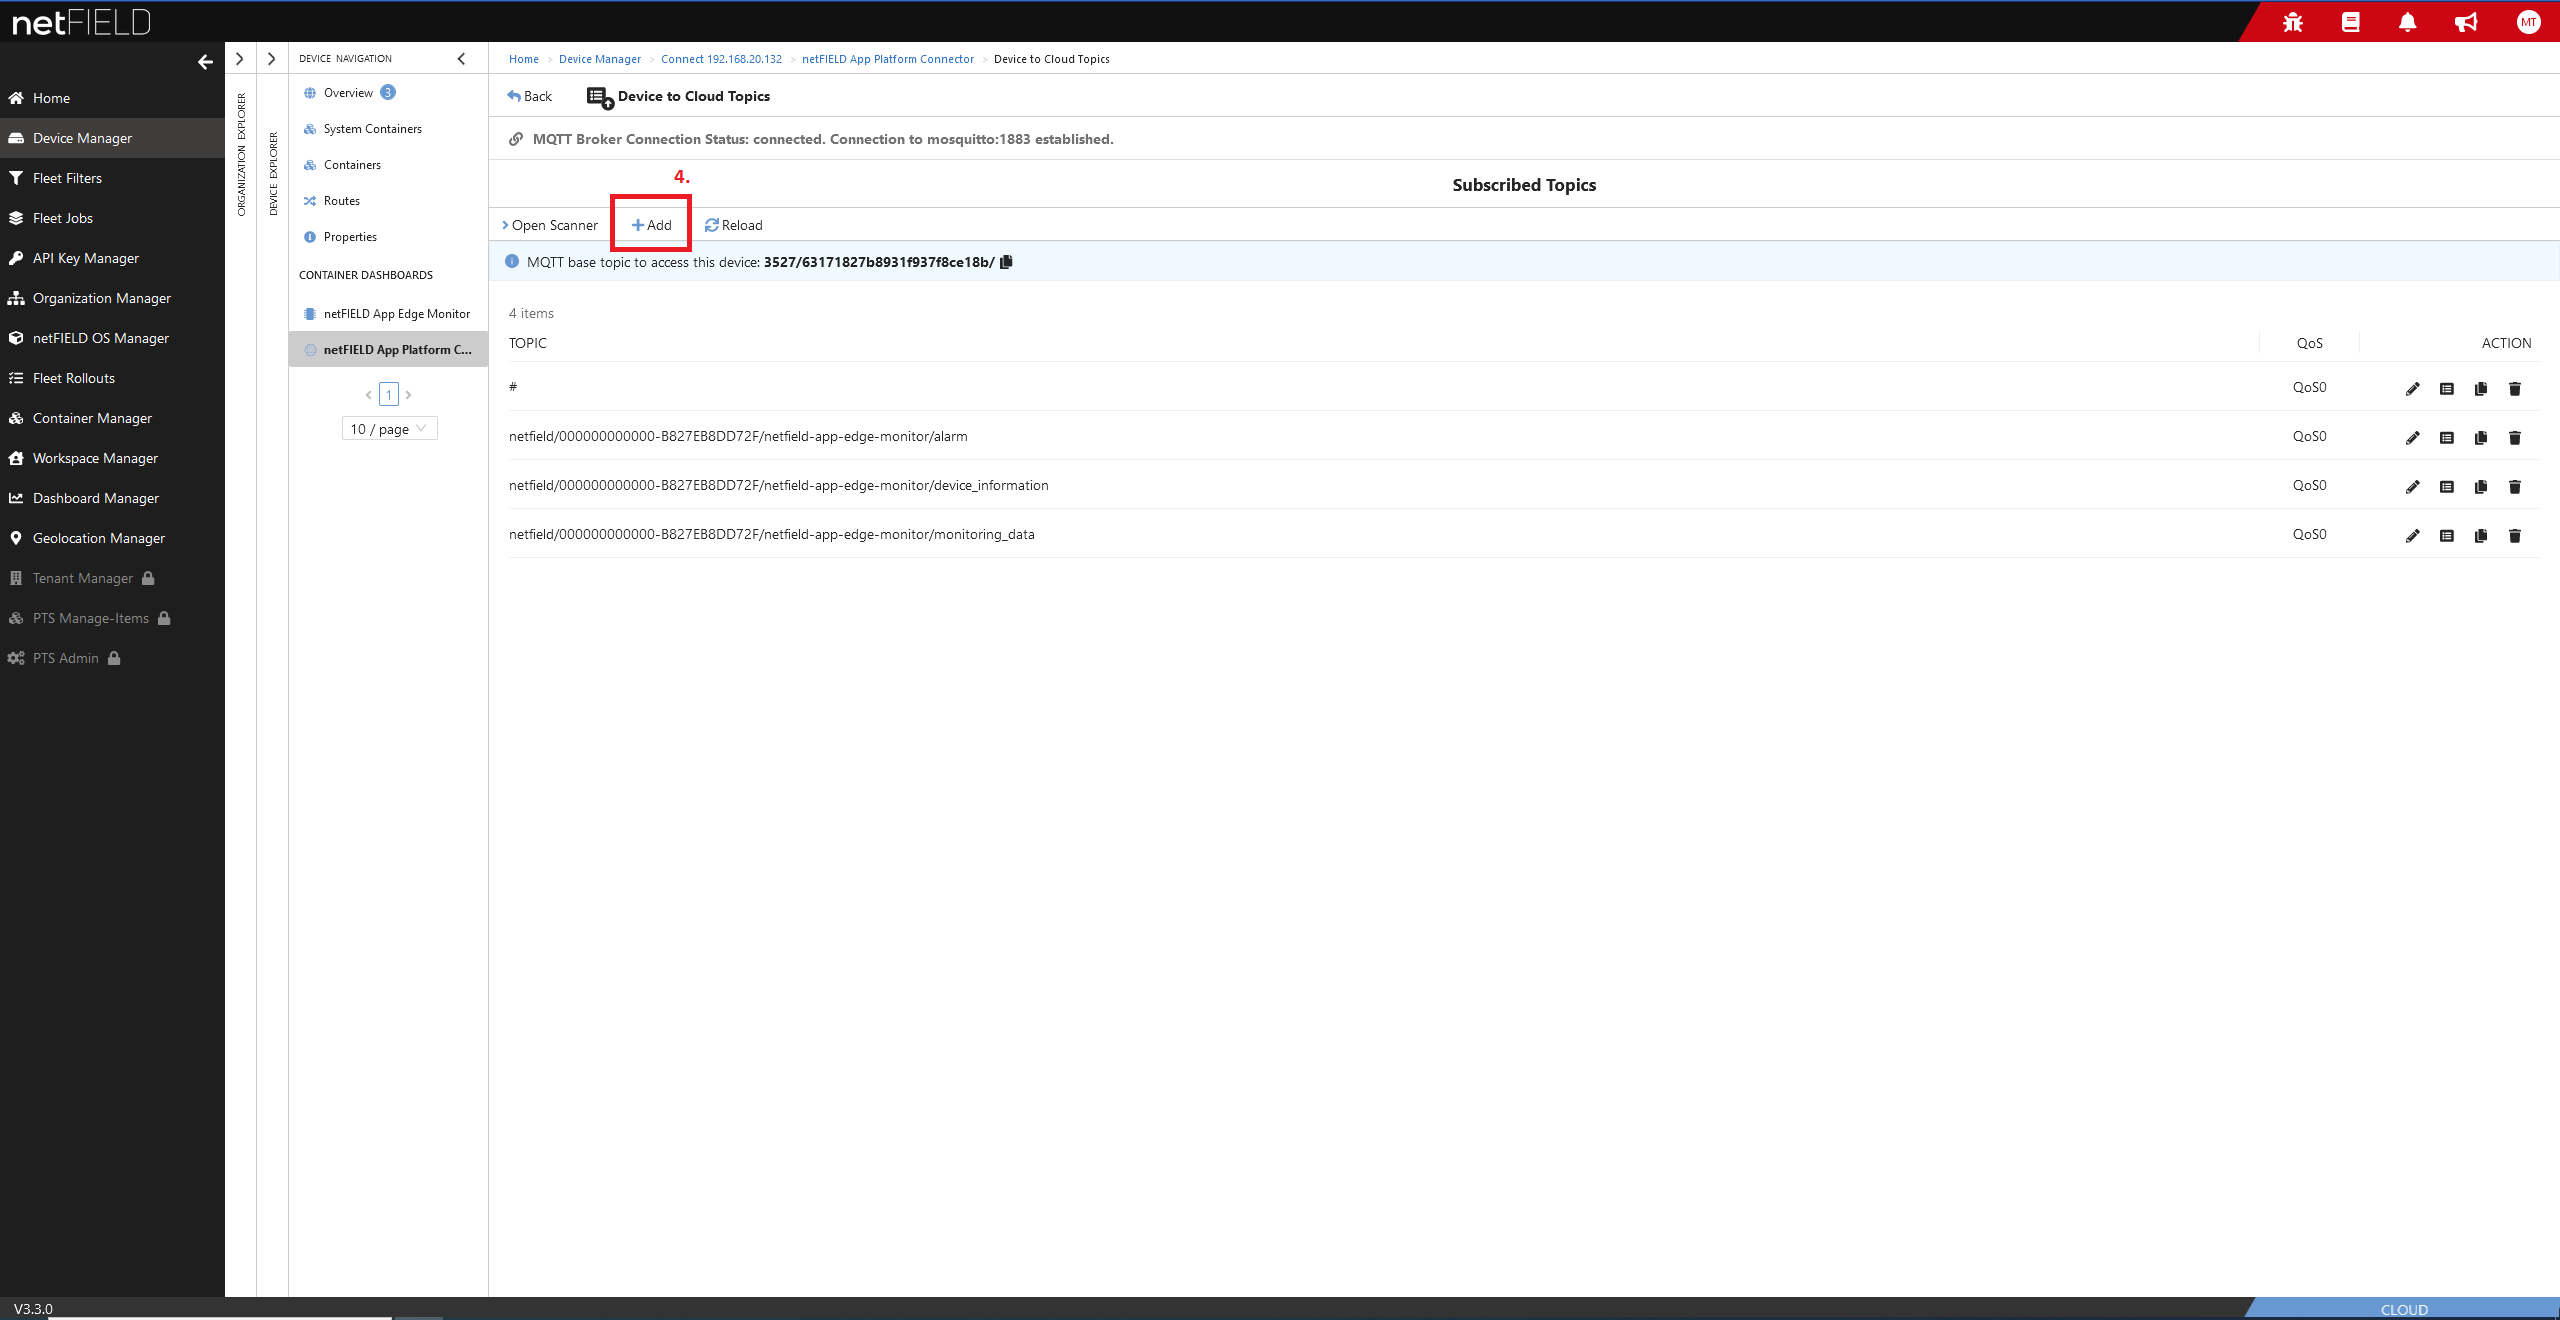 netFIELD
MT
Home
Device Manager
Fleet Filters
Fleet Jobs
API Key Manager
Organization Manager
netFIELD OS Manager
Fleet Rollouts
Container Manager
Workspace Manager
Dashboard Manager
Geolocation Manager
Tenant Manager
PTS Manage-Items
PTS Admin
ORGANIZATION EXPLORER
DEVICE EXPLORER
DEVICE NAVIGATION
Overview 3
System Containers
Containers
Routes
Properties
CONTAINER DASHBOARDS
netFIELD App Edge Monitor
netFIELD App Platform C...
< 1 >
10 / page
Home > Device Manager > Connect 192.168.20.132 > netFIELD App Platform Connector > Device to Cloud Topics
Back Device to Cloud Topics
MQTT Broker Connection Status: connected. Connection to mosquitto:1883 established.
4.
Subscribed Topics
Open Scanner +Add Reload
MQTT base topic to access this device: 3527/63171827b8931f937f8ce18b/
4 items
TOPIC QoS ACTION
# QoS0
netfield/000000000000-B827EB8DD72F/netfield-app-edge-monitor/alarm QoS0
netfield/000000000000-B827EB8DD72F/netfield-app-edge-monitor/device_information QoS0
netfield/000000000000-B827EB8DD72F/netfield-app-edge-monitor/monitoring_data QoS0
V3.3.0
CLOUD